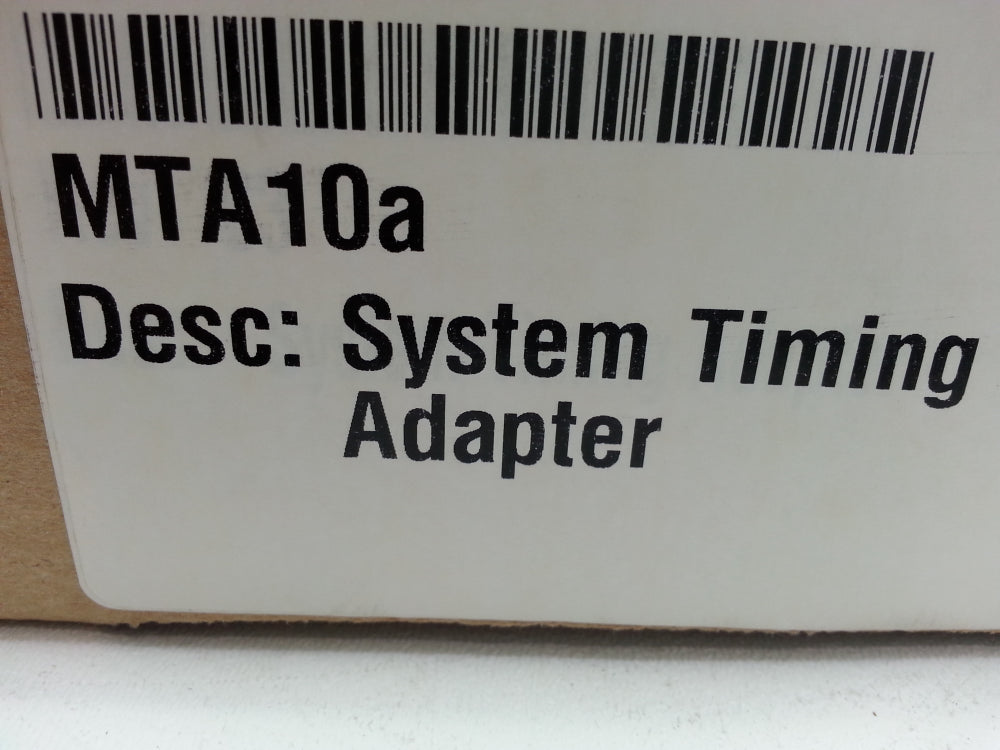 MTA10a
Desc: System Timing
Adapter